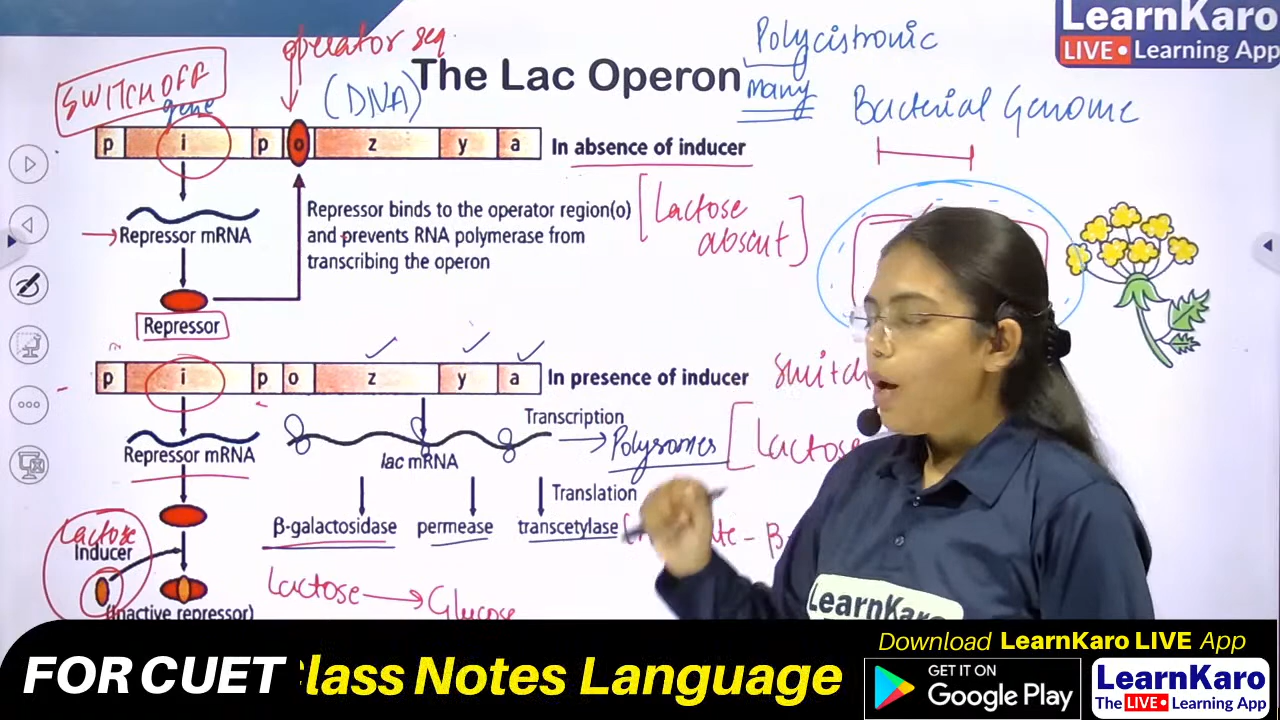 LearnKaro
LIVE • Learning App
operator seq
Polycistronic
SWITCH OFF
The Lac Operon
(DNA)
many
gene
Bacterial Genome
p i p o z y a
In absence of inducer
Repressor mRNA
Repressor binds to the operator region(o)
and prevents RNA polymerase from
transcribing the operon
[Lactose
absent]
Repressor
p i p o z y a
In presence of inducer
Switch
Transcription
Repressor mRNA
lac mRNA
Polysomes
[Lactose
Translation
β-galactosidase permease transcetylase
Lactose
Inducer
(Inactive repressor)
Lactose → Glucose
LearnKaro
FOR CUET
lass Notes Language
Download LearnKaro LIVE App
GET IT ON
Google Play
LearnKaro
The LIVE • Learning App